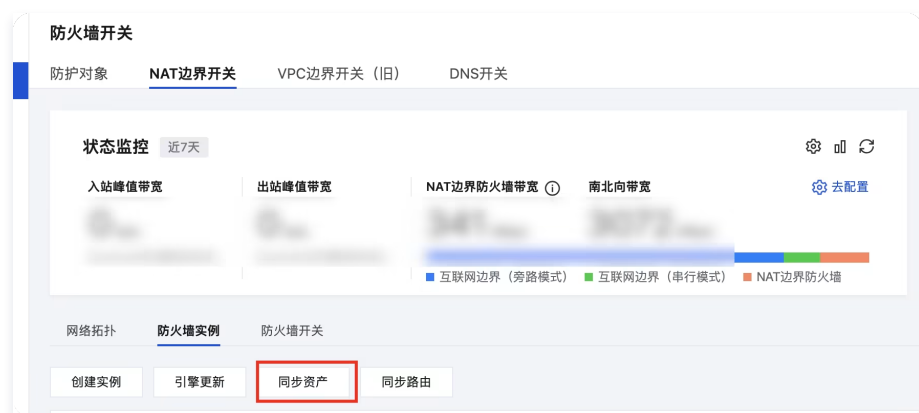 防火墙开关
防护对象 NAT边界开关 VPC边界开关（旧） DNS开关
状态监控 近7天
入站峰值带宽 出站峰值带宽 NAT边界防火墙带宽 南北向带宽 去配置
互联网边界（旁路模式） 互联网边界（串行模式） NAT边界防火墙
网络拓扑 防火墙实例 防火墙开关
创建实例 引擎更新 同步资产 同步路由